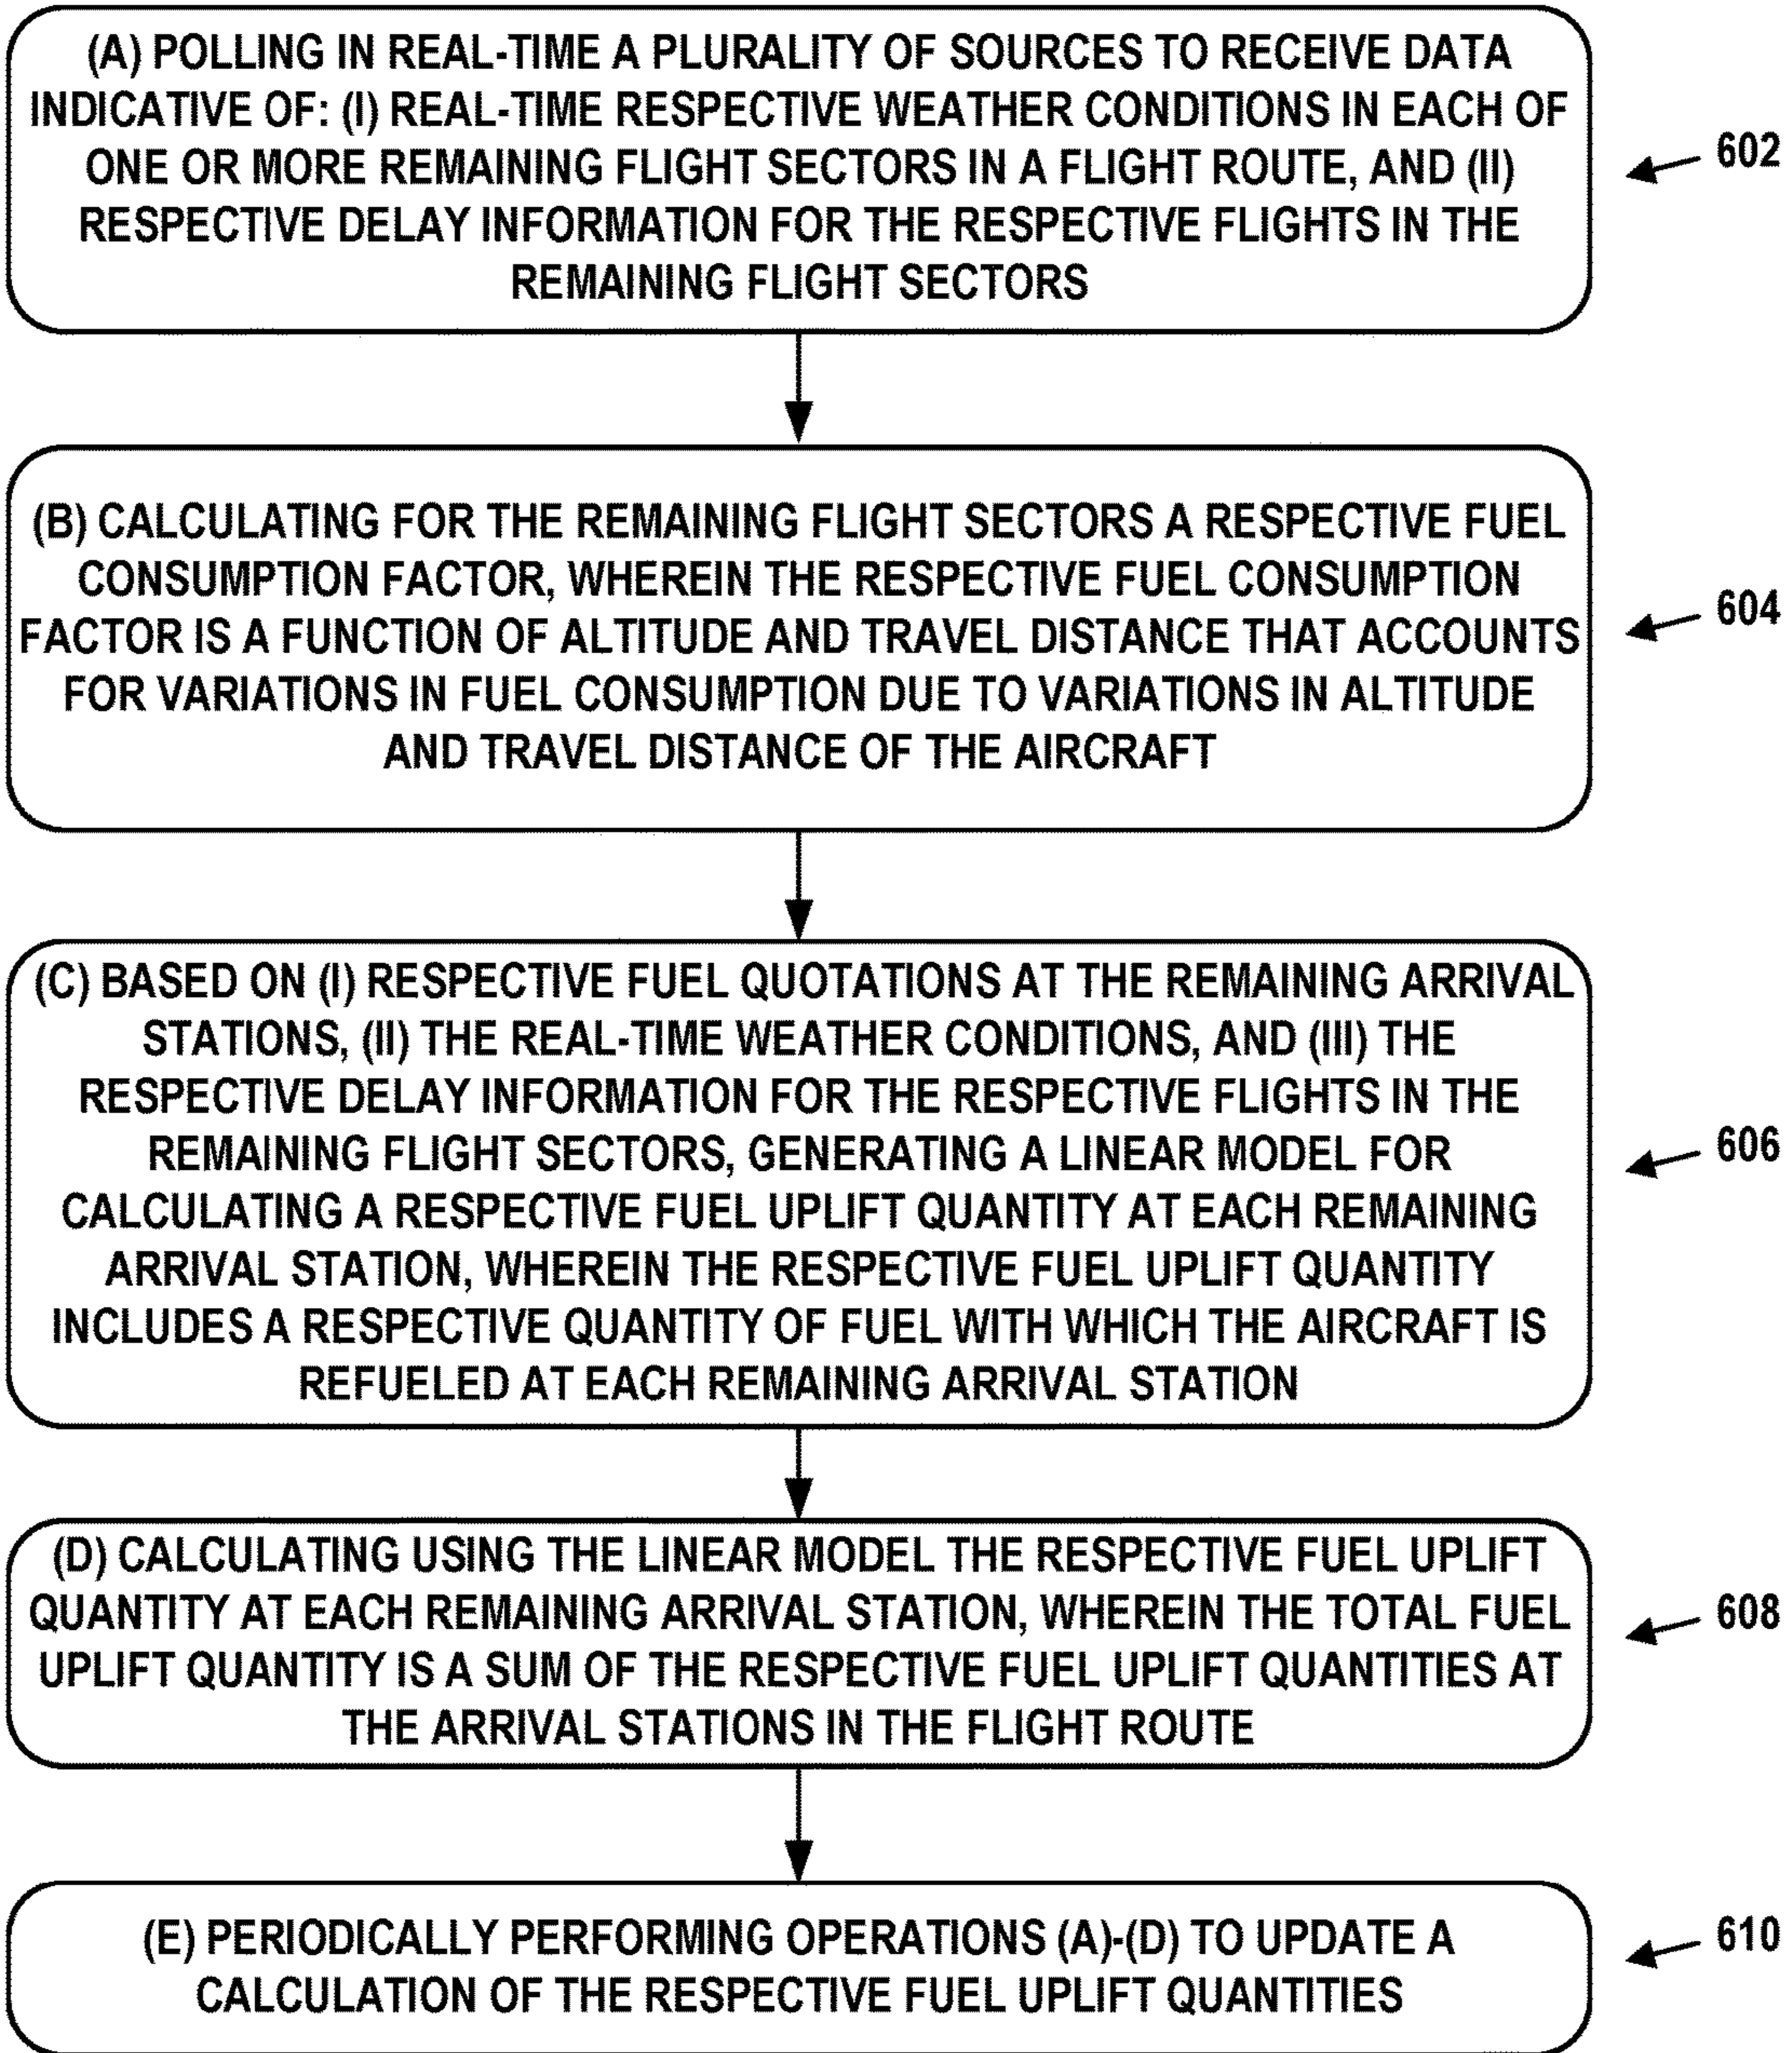 (A) POLLING IN REAL-TIME A PLURALITY OF SOURCES TO RECEIVE DATA
INDICATIVE OF: (I) REAL-TIME RESPECTIVE WEATHER CONDITIONS IN EACH OF
ONE OR MORE REMAINING FLIGHT SECTORS IN A FLIGHT ROUTE, AND (II)
RESPECTIVE DELAY INFORMATION FOR THE RESPECTIVE FLIGHTS IN THE
REMAINING FLIGHT SECTORS
602
(B) CALCULATING FOR THE REMAINING FLIGHT SECTORS A RESPECTIVE FUEL
CONSUMPTION FACTOR, WHEREIN THE RESPECTIVE FUEL CONSUMPTION
FACTOR IS A FUNCTION OF ALTITUDE AND TRAVEL DISTANCE THAT ACCOUNTS
FOR VARIATIONS IN FUEL CONSUMPTION DUE TO VARIATIONS IN ALTITUDE
AND TRAVEL DISTANCE OF THE AIRCRAFT
604
(C) BASED ON (I) RESPECTIVE FUEL QUOTATIONS AT THE REMAINING ARRIVAL
STATIONS, (II) THE REAL-TIME WEATHER CONDITIONS, AND (III) THE
RESPECTIVE DELAY INFORMATION FOR THE RESPECTIVE FLIGHTS IN THE
REMAINING FLIGHT SECTORS, GENERATING A LINEAR MODEL FOR
CALCULATING A RESPECTIVE FUEL UPLIFT QUANTITY AT EACH REMAINING
ARRIVAL STATION, WHEREIN THE RESPECTIVE FUEL UPLIFT QUANTITY
INCLUDES A RESPECTIVE QUANTITY OF FUEL WITH WHICH THE AIRCRAFT IS
REFUELED AT EACH REMAINING ARRIVAL STATION
606
(D) CALCULATING USING THE LINEAR MODEL THE RESPECTIVE FUEL UPLIFT
QUANTITY AT EACH REMAINING ARRIVAL STATION, WHEREIN THE TOTAL FUEL
UPLIFT QUANTITY IS A SUM OF THE RESPECTIVE FUEL UPLIFT QUANTITIES AT
THE ARRIVAL STATIONS IN THE FLIGHT ROUTE
608
(E) PERIODICALLY PERFORMING OPERATIONS (A)-(D) TO UPDATE A
CALCULATION OF THE RESPECTIVE FUEL UPLIFT QUANTITIES
610